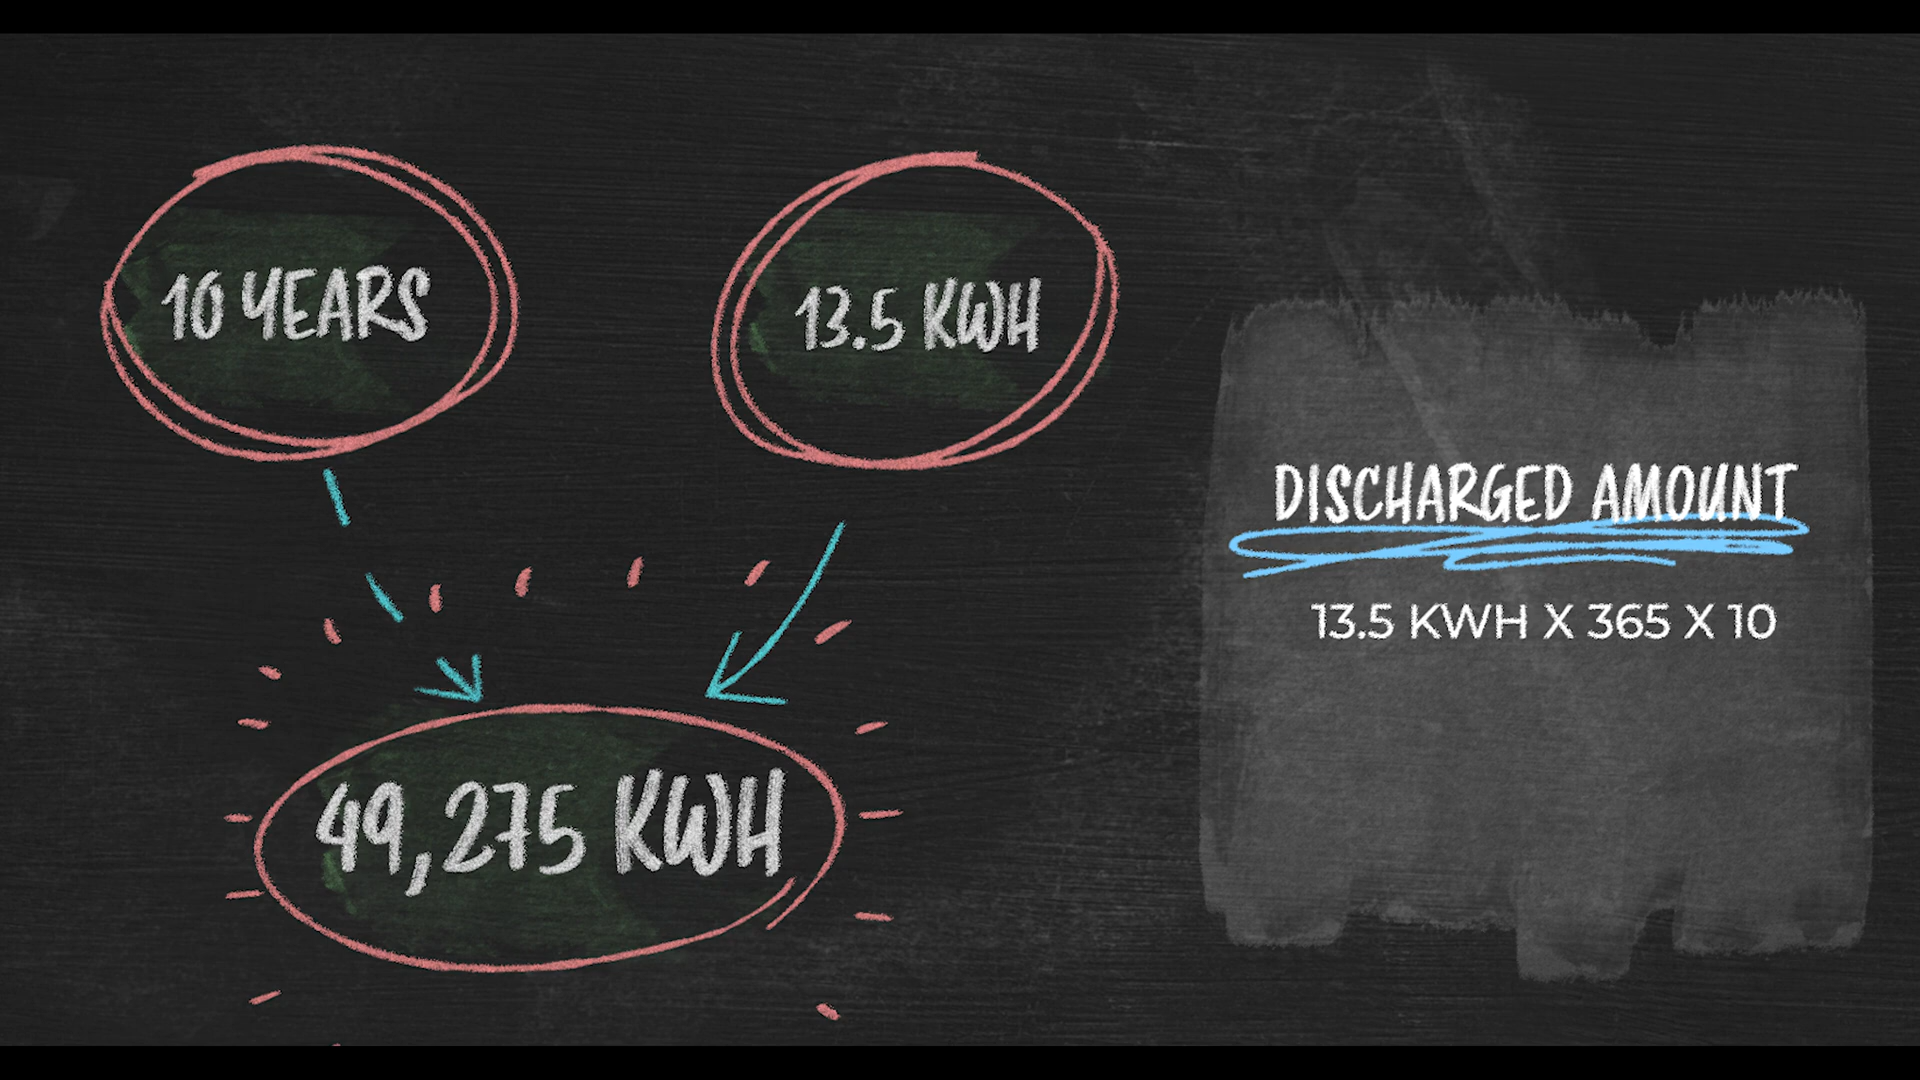 10 YEARS
13.5 KWH
49,275 KWH
DISCHARGED AMOUNT
13.5 KWH X 365 X 10